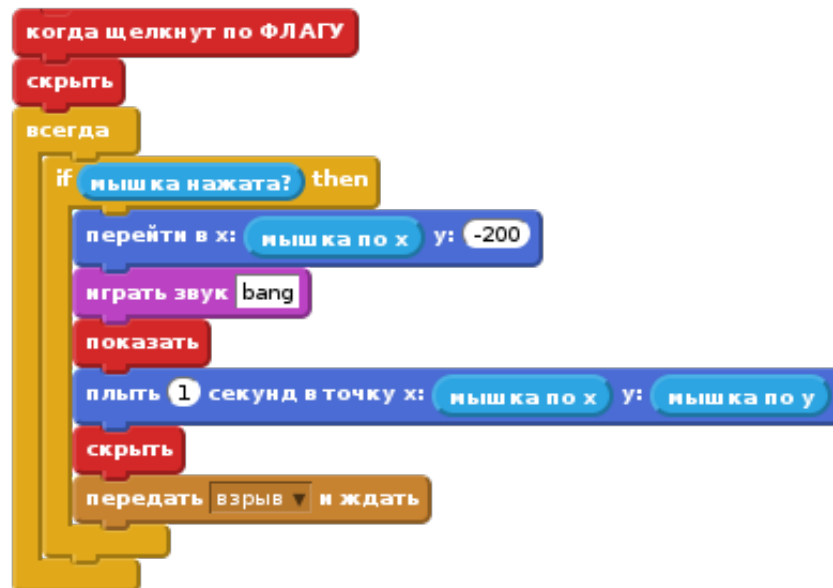 когда щелкнут по ФЛАГУ
скрыть
всегда
if мышка нажата? then
перейти в x: мышка по x y: -200
играть звук bang
показать
плыть 1 секунд в точку x: мышка по x y: мышка по y
скрыть
передать взрыв ▼ и ждать